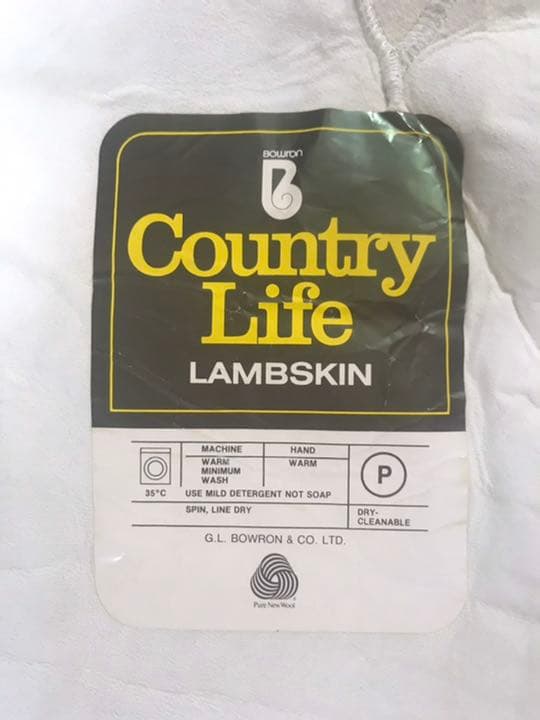 Bowron
Country
Life
LAMBSKIN
MACHINE HAND
WARM WARM
MINIMUM
WASH
P
35°C USE MILD DETERGENT NOT SOAP
SPIN, LINE DRY DRY-
CLEANABLE
G.L. BOWRON & CO. LTD.
Pure New Wool